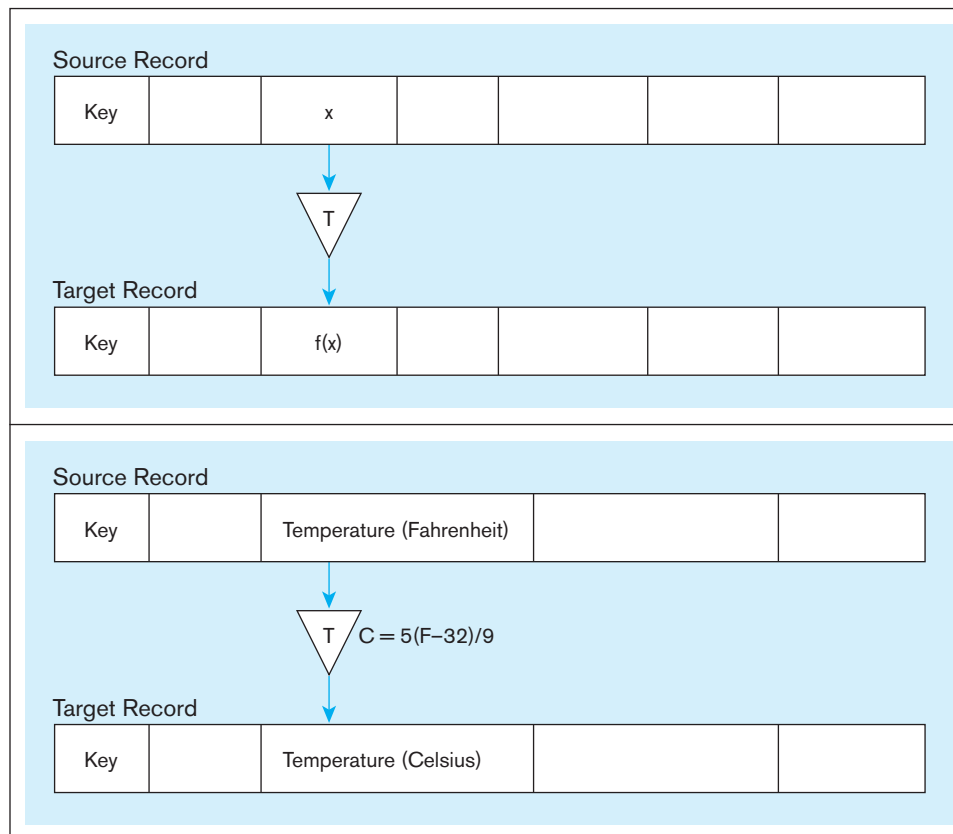 Source Record
Key x
T
Target Record
Key f(x)
Source Record
Key Temperature (Fahrenheit)
T C = 5(F–32)/9
Target Record
Key Temperature (Celsius)